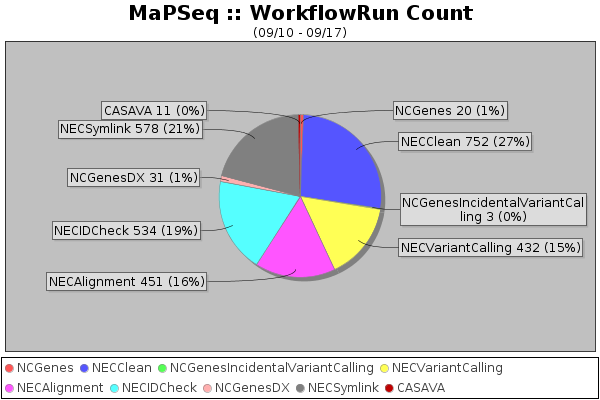 MaPSeq :: WorkflowRun Count
(09/10 - 09/17)
CASAVA 11 (0%)
NCGenes 20 (1%)
NECSymlink 578 (21%)
NECClean 752 (27%)
NCGenesDX 31 (1%)
NCGenesIncidentalVariantCal
ling 3 (0%)
NECIDCheck 534 (19%)
NECVariantCalling 432 (15%)
NECAlignment 451 (16%)
NCGenes NECClean NCGenesIncidentalVariantCalling NECVariantCalling
NECAlignment NECIDCheck NCGenesDX NECSymlink CASAVA